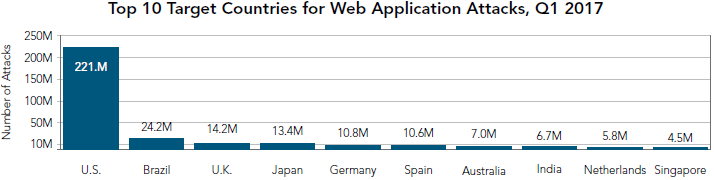 Top 10 Target Countries for Web Application Attacks, Q1 2017
Number of Attacks
250M
200M
150M
100M
50M
10M
221.M
24.2M
14.2M
13.4M
10.8M
10.6M
7.0M
6.7M
5.8M
4.5M
U.S.
Brazil
U.K.
Japan
Germany
Spain
Australia
India
Netherlands
Singapore